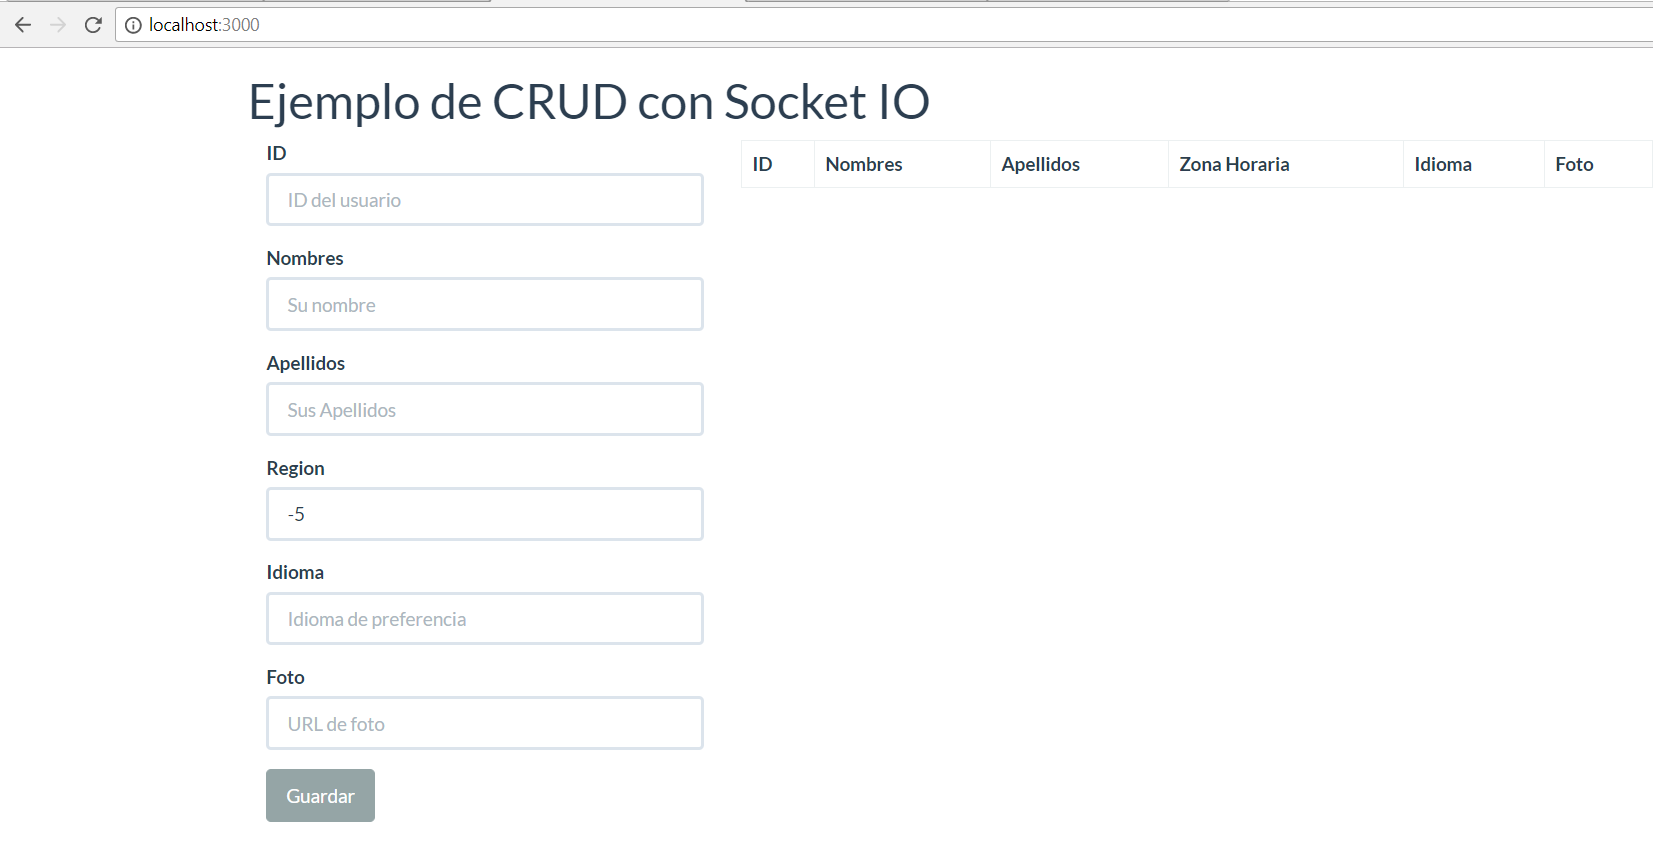 localhost:3000
Ejemplo de CRUD con Socket IO
ID
ID del usuario
Nombres
Su nombre
Apellidos
Sus Apellidos
Region
-5
Idioma
Idioma de preferencia
Foto
URL de foto
Guardar
ID Nombres Apellidos Zona Horaria Idioma Foto